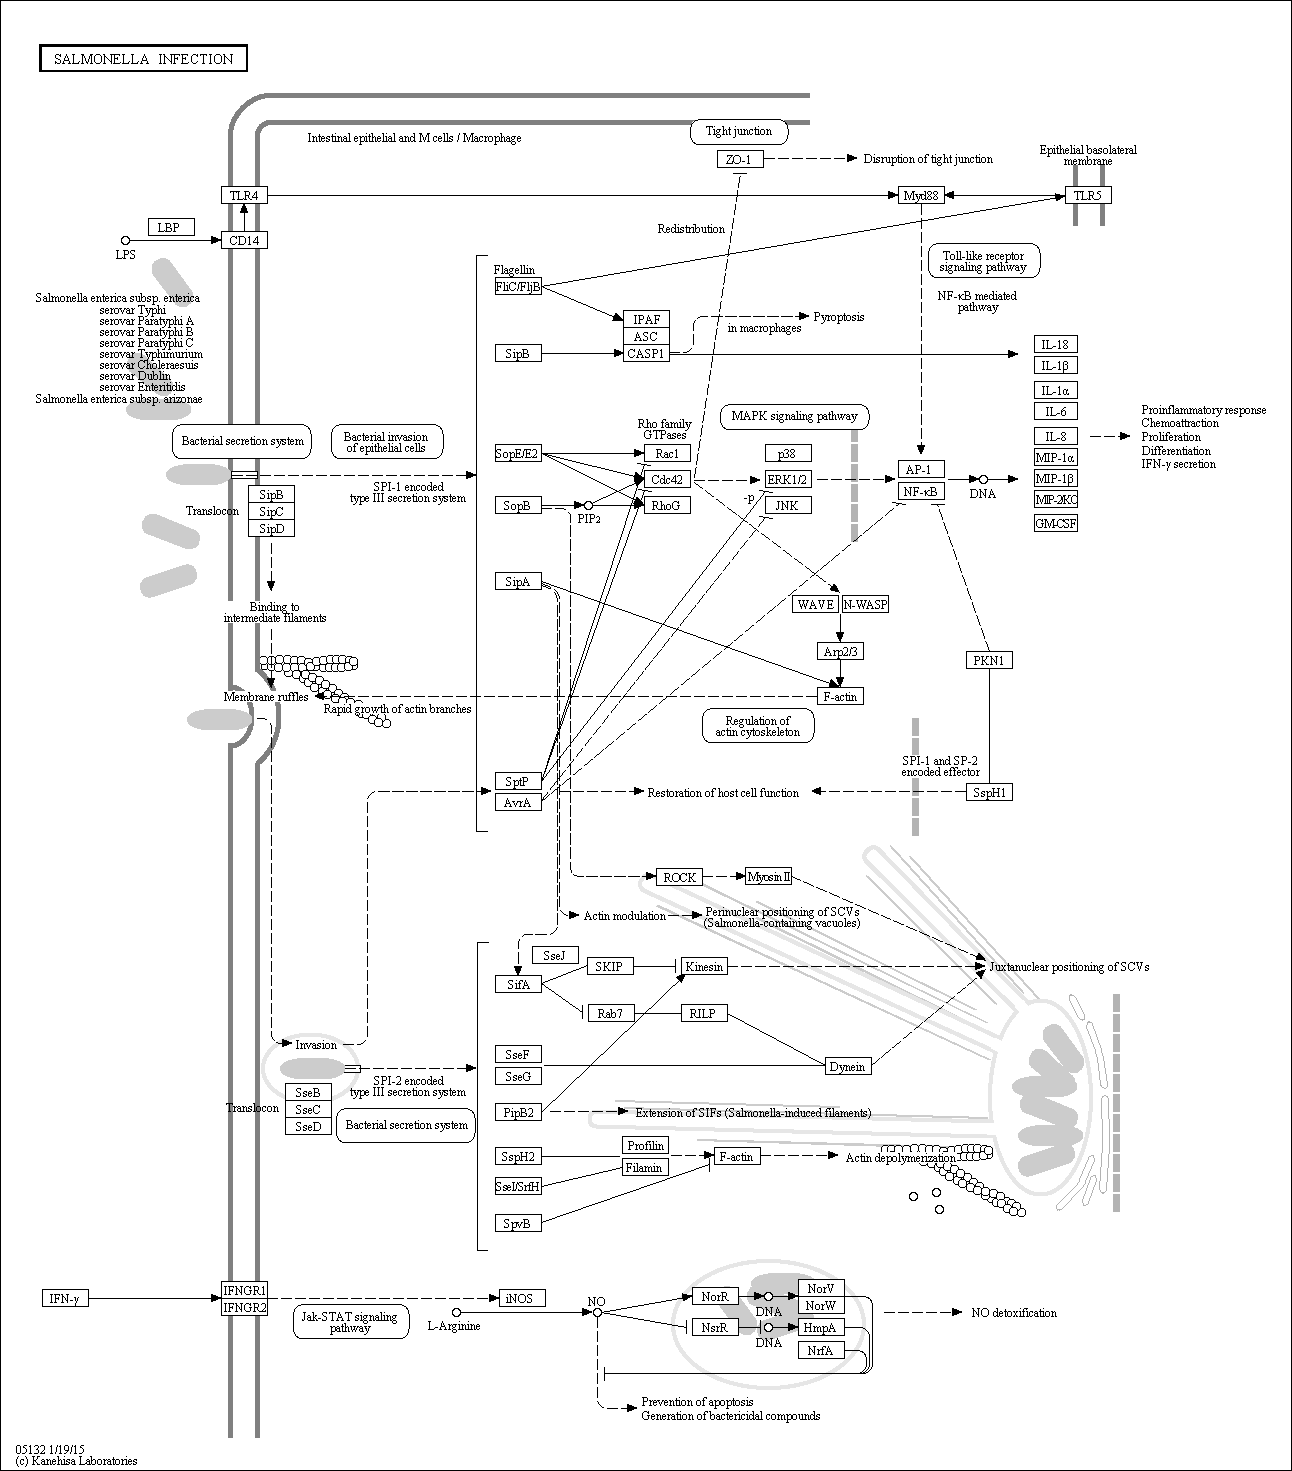 SALMONELLA INFECTION
Intestinal epithelial and M cells / Macrophage
Tight junction
ZO-1
Disruption of tight junction
Epithelial basolateral
membrane
TLR4
Myd88
TLR5
LBP
LPS
CD14
Redistribution
Toll-like receptor
signaling pathway
Flagellin
FliC/FljB
NF-κB mediated
pathway
Salmonella enterica subsp. enterica
serovar Typhi
serovar Paratyphi A
serovar Paratyphi B
serovar Paratyphi C
serovar Typhimurium
serovar Choleraesuis
serovar Dublin
serovar Enteritidis
Salmonella enterica subsp. arizonae
IPAF
ASC
CASP1
Pyroptosis
in macrophages
SipB
IL-18
IL-1β
IL-1α
IL-6
IL-8
MIP-1α
MIP-1β
MIP-2KC
GM-CSF
Proinflammatory response
Chemoattraction
Proliferation
Differentiation
IFN-γ secretion
MAPK signaling pathway
Bacterial secretion system
Bacterial invasion
of epithelial cells
Rho family
GTPases
SopE/E2
Rac1
p38
Cdc42
ERK1/2
AP-1
NF-κB
DNA
SPI-1 encoded
type III secretion system
SipB
SipC
SipD
Translocon
SopB
PIP2
RhoG
-p
JNK
SipA
Binding to
intermediate filaments
WAVE
N-WASP
Arp2/3
PKN1
Membrane ruffles
F-actin
Rapid growth of actin branches
Regulation of
actin cytoskeleton
SPI-1 and SP-2
encoded effector
SptP
AvrA
Restoration of host cell function
SspH1
ROCK
Myosin II
Actin modulation
Perinuclear positioning of SCVs
(Salmonella-containing vacuoles)
SseJ
SKIP
Kinesin
Juxtanuclear positioning of SCVs
SifA
Rab7
RILP
Invasion
SseF
SseG
Dynein
SPI-2 encoded
type III secretion system
SseB
SseC
SseD
Translocon
Bacterial secretion system
PipB2
Extension of SIFs (Salmonella-induced filaments)
SspH2
Profilin
Filamin
F-actin
Actin depolymerization
SseI/SrfH
SpvB
IFN-γ
IFNGR1
IFNGR2
iNOS
Jak-STAT signaling
pathway
L-Arginine
NO
NorR
DNA
NorV
NorW
NsrR
DNA
HmpA
NrfA
NO detoxification
Prevention of apoptosis
Generation of bactericidal compounds
05132 1/19/15
(c) Kanehisa Laboratories